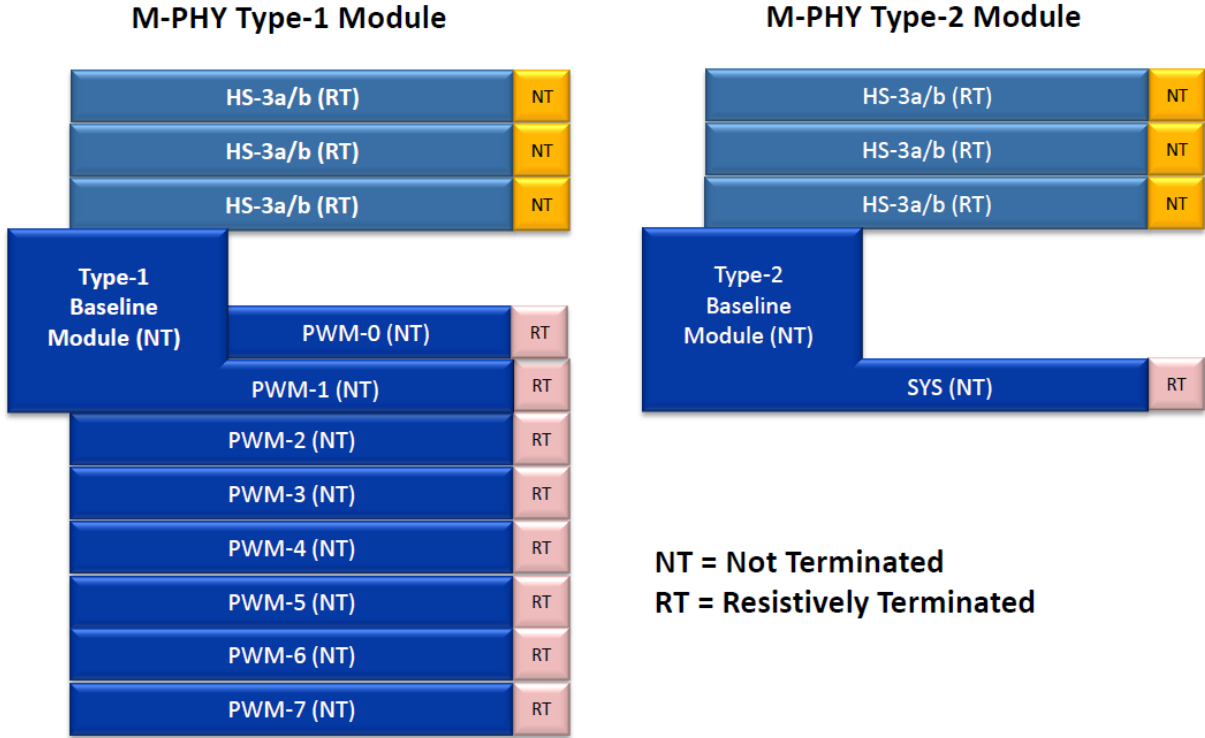 M-PHY Type-1 Module
HS-3a/b (RT) NT
HS-3a/b (RT) NT
HS-3a/b (RT) NT
Type-1
Baseline
Module (NT)
PWM-0 (NT) RT
PWM-1 (NT) RT
PWM-2 (NT) RT
PWM-3 (NT) RT
PWM-4 (NT) RT
PWM-5 (NT) RT
PWM-6 (NT) RT
PWM-7 (NT) RT
M-PHY Type-2 Module
HS-3a/b (RT) NT
HS-3a/b (RT) NT
HS-3a/b (RT) NT
Type-2
Baseline
Module (NT)
SYS (NT) RT
NT = Not Terminated
RT = Resistively Terminated